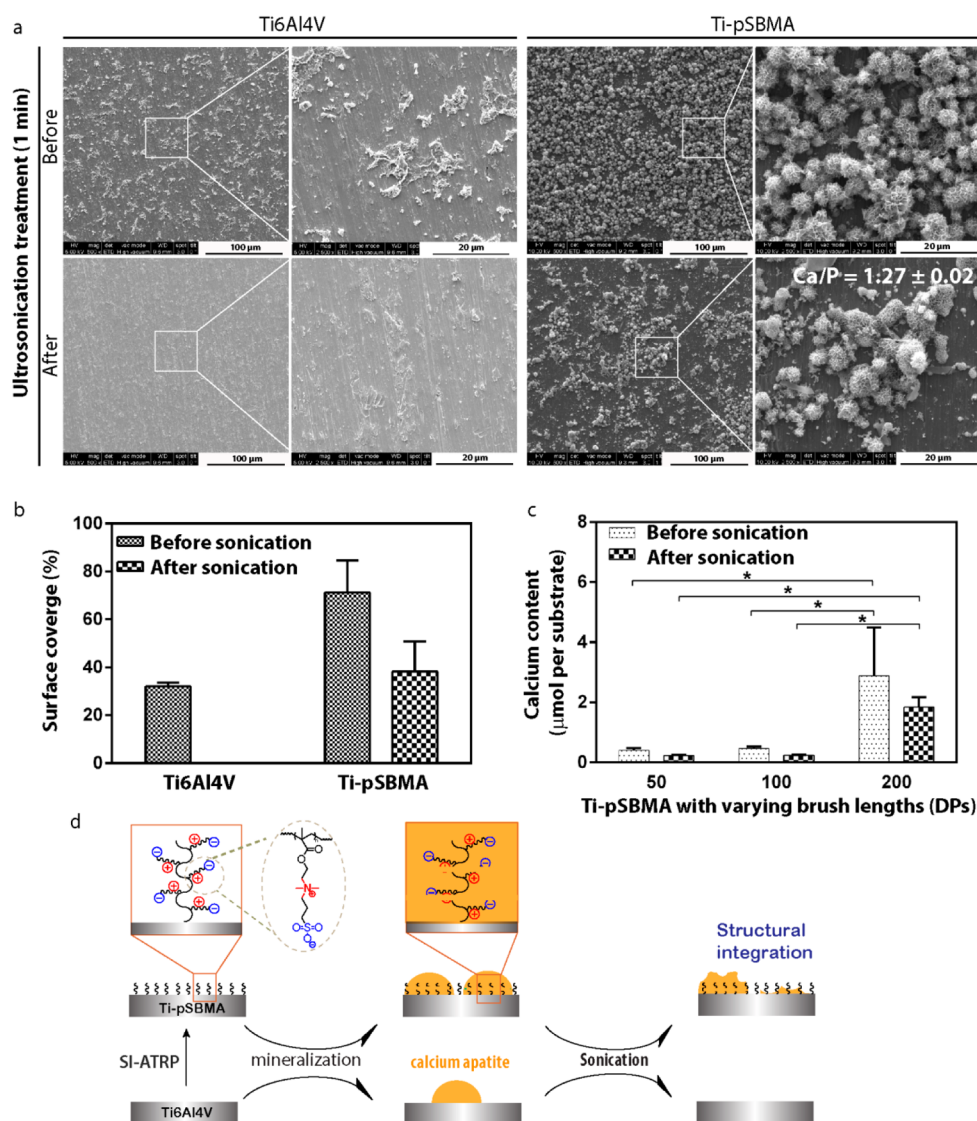 a
Ti6Al4V
Ti-pSBMA
Ultrosonication treatment (1 min)
Before
100 μm
20 μm
100 μm
20 μm
After
Ca/P = 1:27 ± 0.02
100 μm
20 μm
100 μm
20 μm
b
Surface coverge (%)
100
80
60
40
20
0
Before sonication
After sonication
Ti6Al4V
Ti-pSBMA
c
Calcium content
(μmol per substrate
8
6
4
2
0
Before sonication
After sonication
*
*
*
*
50
100
200
Ti-pSBMA with varying brush lengths (DPs)
d
O
O
N
O
S
O
O
Structural
integration
Ti-pSBMA
SI-ATRP
mineralization
calcium apatite
Sonication
Ti6Al4V